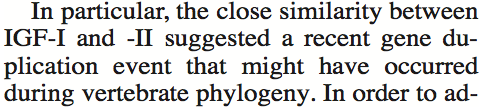 In particular, the close similarity between
IGF-I and -II suggested a recent gene du-
plication event that might have occurred
during vertebrate phylogeny. In order to ad-